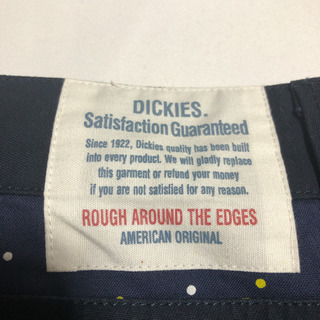 DICKIES.
Satisfaction Guaranteed
Since 1922, Dickies quality has been built
into every product. We will gladly replace
this garment or refund your money
if you are not satisfied for any reason.
ROUGH AROUND THE EDGES
AMERICAN ORIGINAL